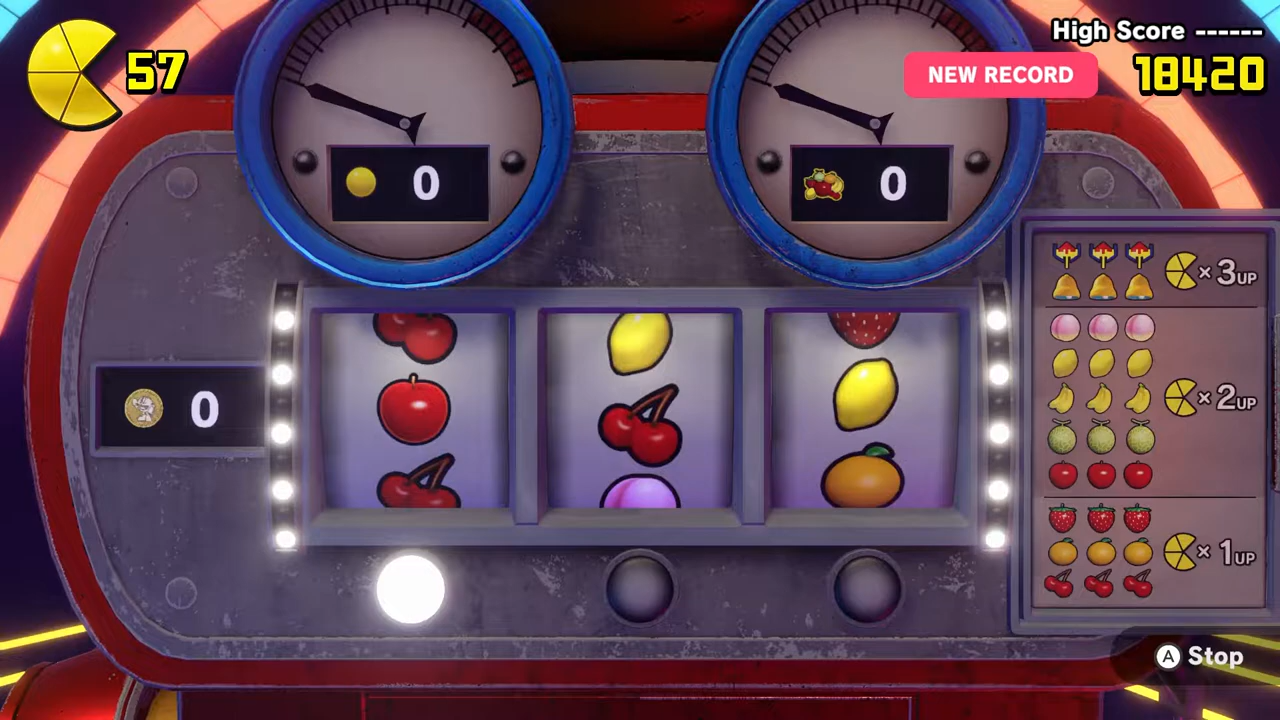 57
High Score ------
NEW RECORD
18420
0
0
0
× 3UP
× 2UP
× 1UP
A Stop